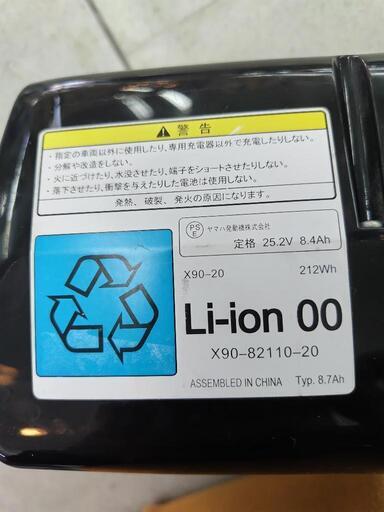 警告
・指定の車両以外に使用したり、専用充電器以外で充電したりしない。
・分解や改造をしない。
・火に近づけたり、水没させたり、端子をショートさせたりしない。
・落下させたり、衝撃を与えたりした電池は使用しない。
発熱、破裂、発火の原因になります。
PSE ヤマハ発動機株式会社
定格 25.2V 8.4Ah
X90-20 212Wh
Li-ion 00
X90-82110-20
ASSEMBLED IN CHINA Typ. 8.7Ah